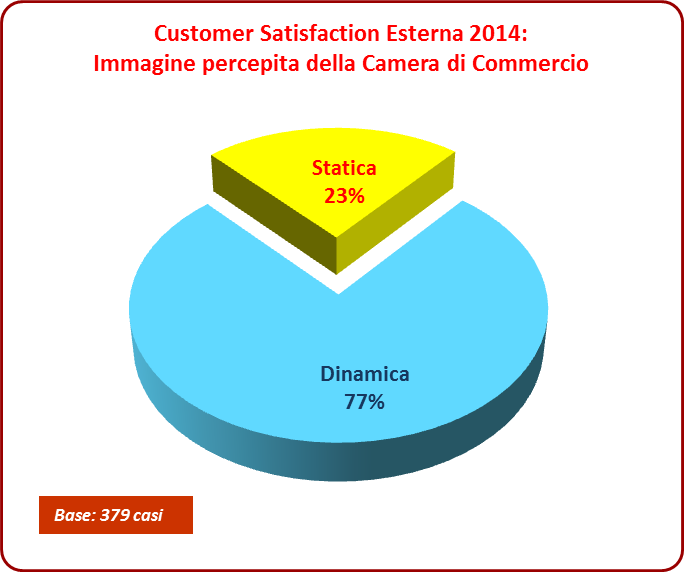 Customer Satisfaction Esterna 2014:
Immagine percepita della Camera di Commercio
Statica
23%
Dinamica
77%
Base: 379 casi